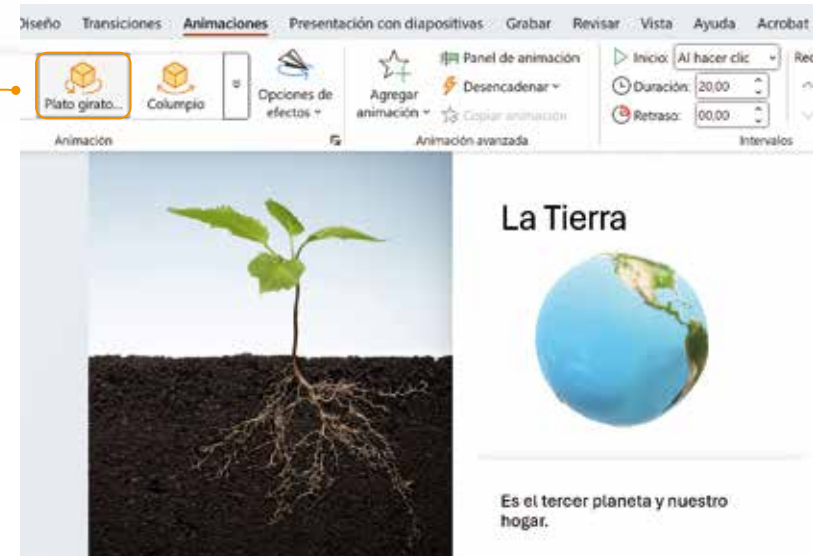 Diseño Transiciones Animaciones Presentación con diapositivas Grabar Revisar Vista Ayuda Acrobat
Plato girato...
Columpio
Opciones de
efectos
Agregar
animación
Panel de animación
Desencadenar
Copiar animación
Inicio: Al hacer clic
Duración: 20,00
Retraso: 00,00
Animación
Animación avanzada
Intervalos
La Tierra
Es el tercer planeta y nuestro
hogar.